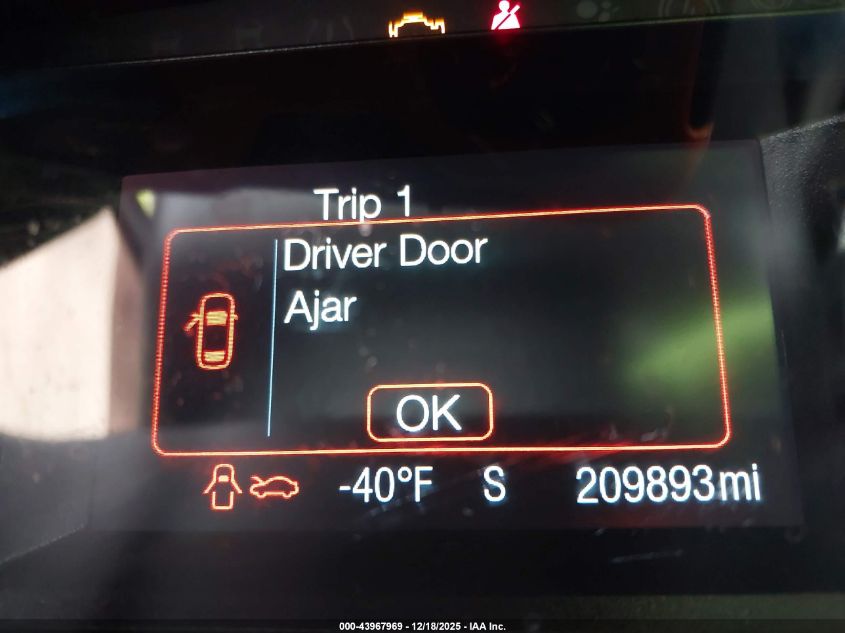 Trip 1
Driver Door
Ajar
OK
-40°F S 209893mi
000-43967969 - 12/18/2025 - IAA Inc.